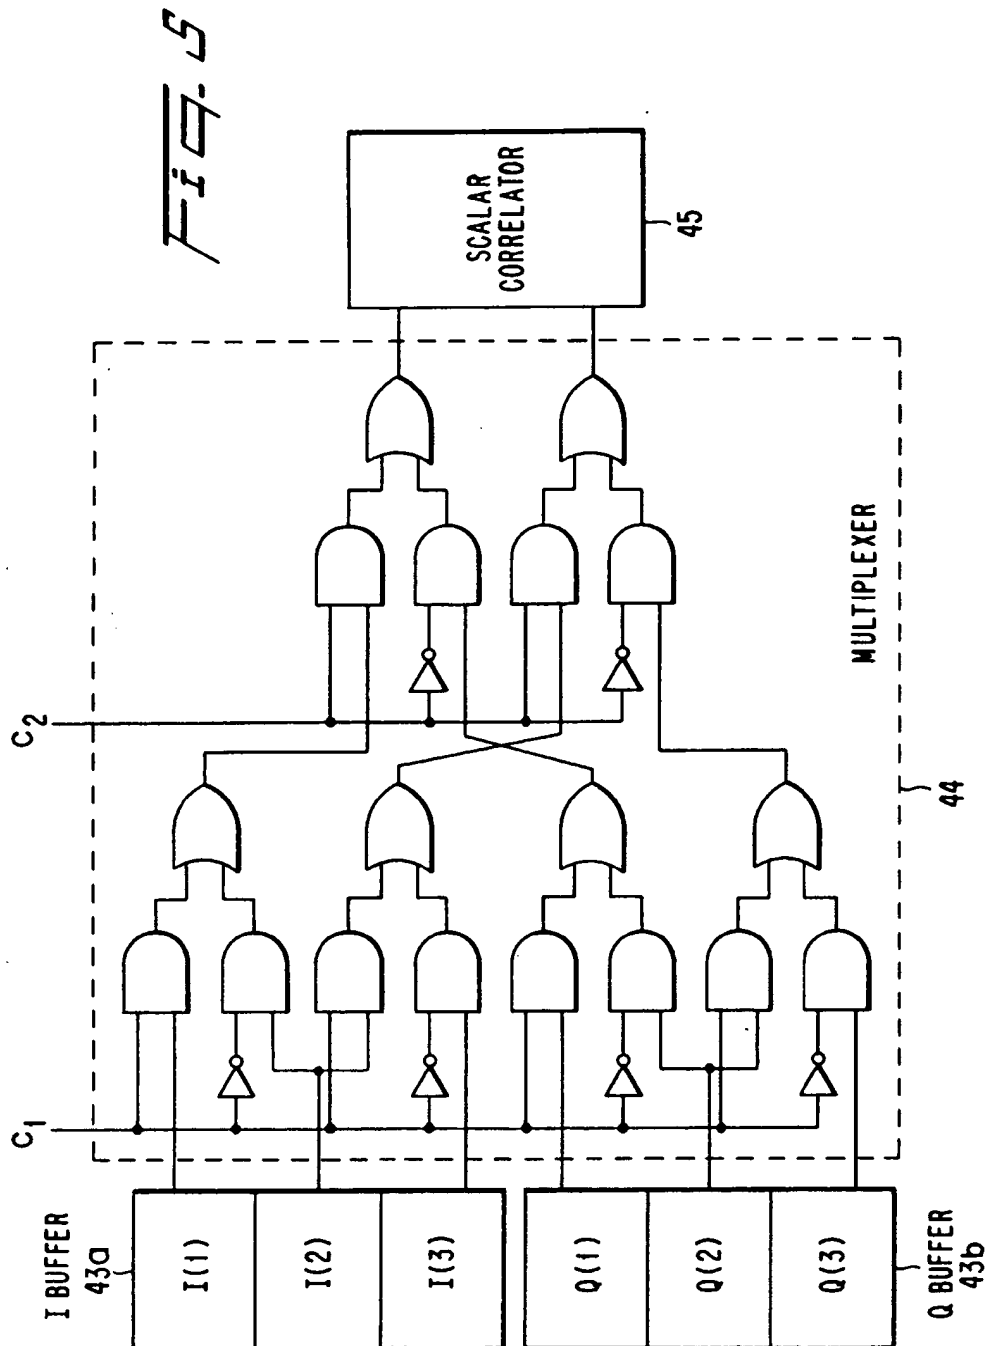 Fig. 5
C1
C2
I BUFFER
43a
I(1)
I(2)
I(3)
Q(1)
Q(2)
Q(3)
Q BUFFER
43b
MULTIPLEXER
44
SCALAR
CORRELATOR
45